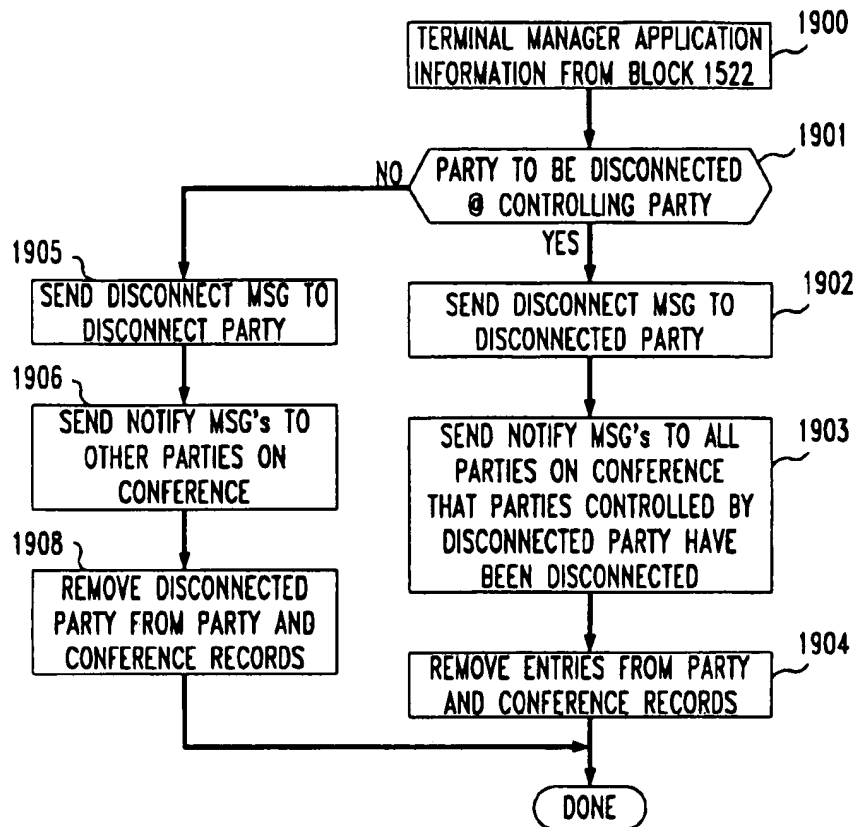 1900
TERMINAL MANAGER APPLICATION
INFORMATION FROM BLOCK 1522
1901
PARTY TO BE DISCONNECTED
@ CONTROLLING PARTY
NO
YES
1905
SEND DISCONNECT MSG TO
DISCONNECT PARTY
1906
SEND NOTIFY MSG's TO
OTHER PARTIES ON
CONFERENCE
1908
REMOVE DISCONNECTED
PARTY FROM PARTY AND
CONFERENCE RECORDS
1902
SEND DISCONNECT MSG TO
DISCONNECTED PARTY
1903
SEND NOTIFY MSG's TO ALL
PARTIES ON CONFERENCE
THAT PARTIES CONTROLLED BY
DISCONNECTED PARTY HAVE
BEEN DISCONNECTED
1904
REMOVE ENTRIES FROM PARTY
AND CONFERENCE RECORDS
DONE